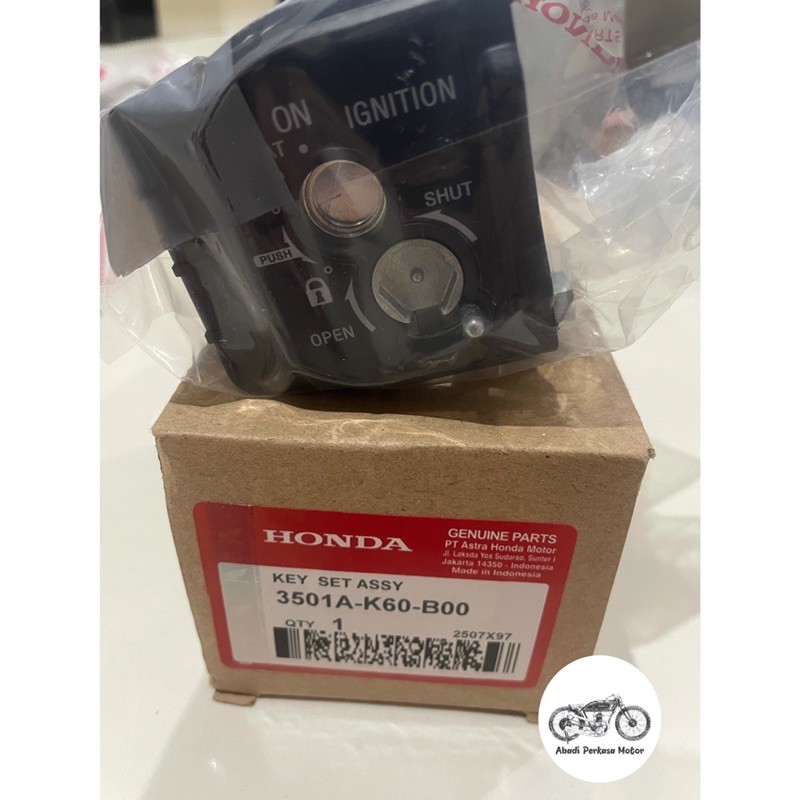 HONDA
ON IGNITION
SHUT
PUSH
OPEN
HONDA
GENUINE PARTS
PT Astra Honda Motor
Jl. Laksda Yos Sudarso, Sunter I
Jakarta 14350 - Indonesia
Made in Indonesia
KEY SET ASSY
3501A-K60-B00
QTY 1
2507X97
Abadi Perkasa Motor